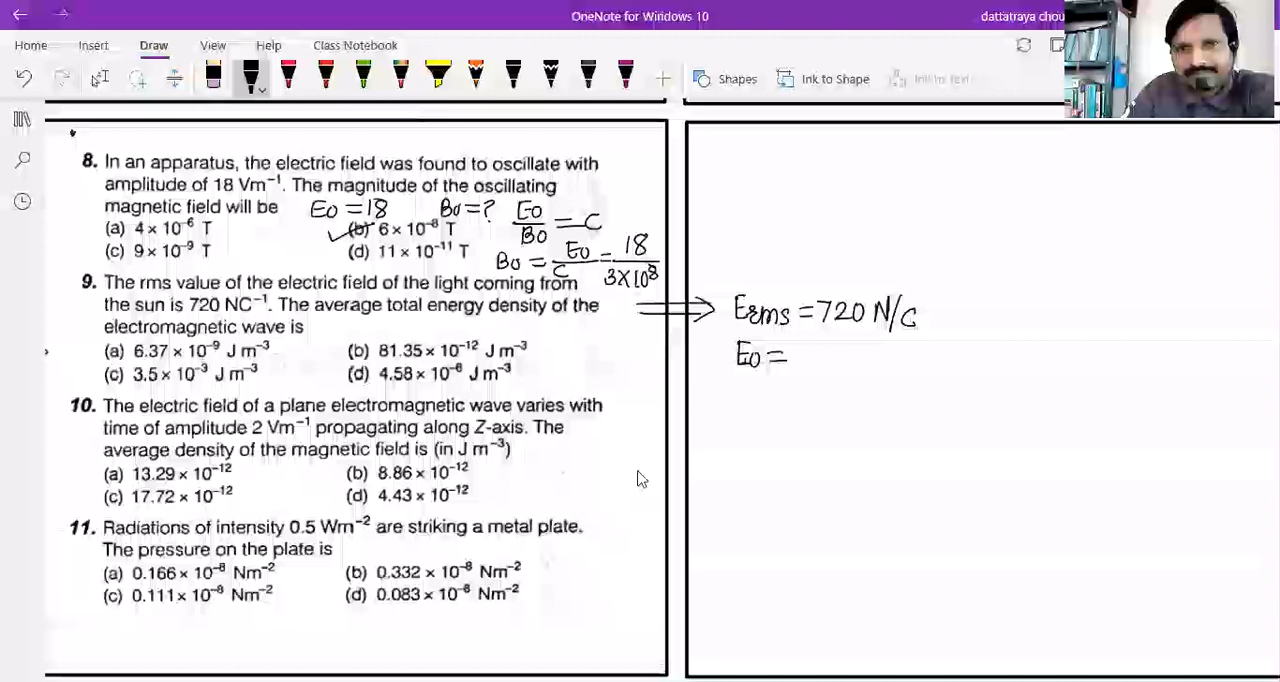 OneNote for Windows 10
dattatraya chou
Home Insert Draw View Help Class Notebook
Shapes Ink to Shape Ink to Text
8. In an apparatus, the electric field was found to oscillate with
amplitude of 18 Vm⁻¹. The magnitude of the oscillating
magnetic field will be E0 = 18 B0 = ? E0/B0 = C
(a) 4 × 10⁻⁶ T (b) 6 × 10⁻⁸ T
(c) 9 × 10⁻⁹ T (d) 11 × 10⁻¹¹ T
B0 = E0/C = 18/3×10⁸
9. The rms value of the electric field of the light coming from
the sun is 720 NC⁻¹. The average total energy density of the
electromagnetic wave is
(a) 6.37 × 10⁻⁹ J m⁻³ (b) 81.35 × 10⁻¹² J m⁻³
(c) 3.5 × 10⁻³ J m⁻³ (d) 4.58 × 10⁻⁶ J m⁻³
10. The electric field of a plane electromagnetic wave varies with
time of amplitude 2 Vm⁻¹ propagating along Z-axis. The
average density of the magnetic field is (in J m⁻³)
(a) 13.29 × 10⁻¹² (b) 8.86 × 10⁻¹²
(c) 17.72 × 10⁻¹² (d) 4.43 × 10⁻¹²
11. Radiations of intensity 0.5 Wm⁻² are striking a metal plate.
The pressure on the plate is
(a) 0.166 × 10⁻⁸ Nm⁻² (b) 0.332 × 10⁻⁸ Nm⁻²
(c) 0.111 × 10⁻⁸ Nm⁻² (d) 0.083 × 10⁻⁸ Nm⁻²
⇒ Erms = 720 N/C
E0 =